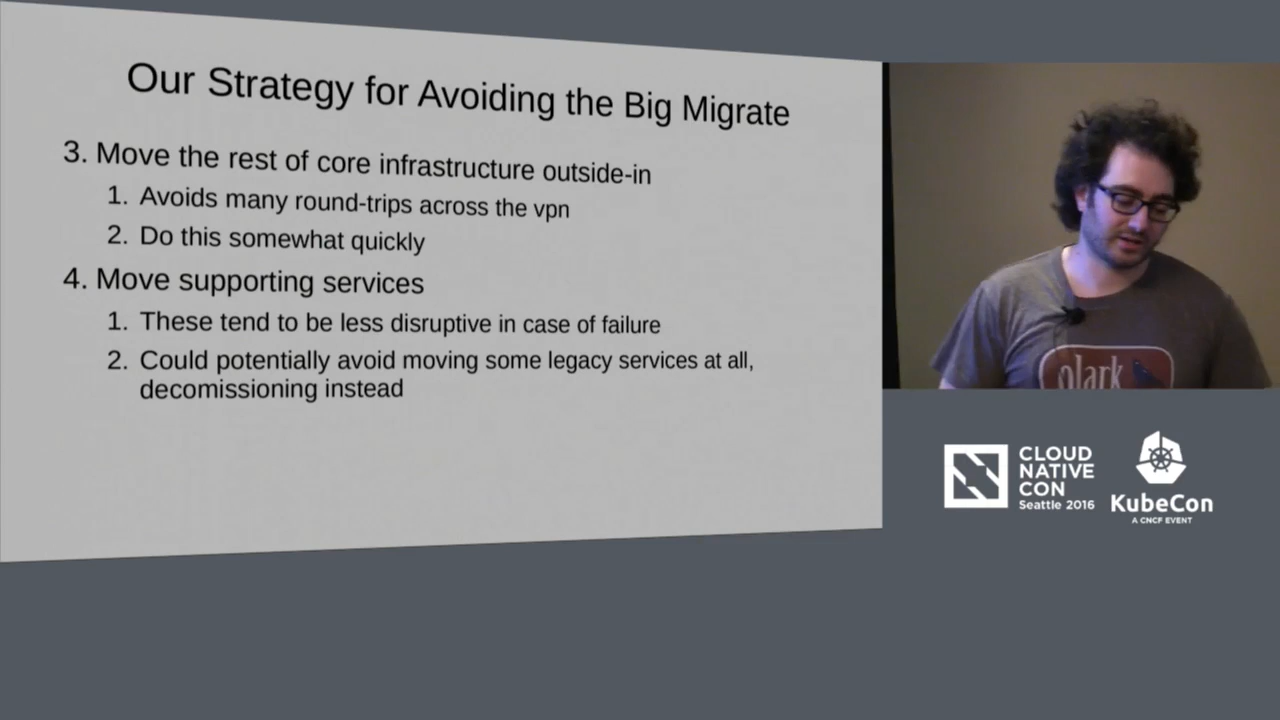 Our Strategy for Avoiding the Big Migrate
3. Move the rest of core infrastructure outside-in
1. Avoids many round-trips across the vpn
2. Do this somewhat quickly
4. Move supporting services
1. These tend to be less disruptive in case of failure
2. Could potentially avoid moving some legacy services at all,
decomissioning instead
olark
CLOUD
NATIVE
CON
Seattle 2016
KubeCon
A CNCF EVENT